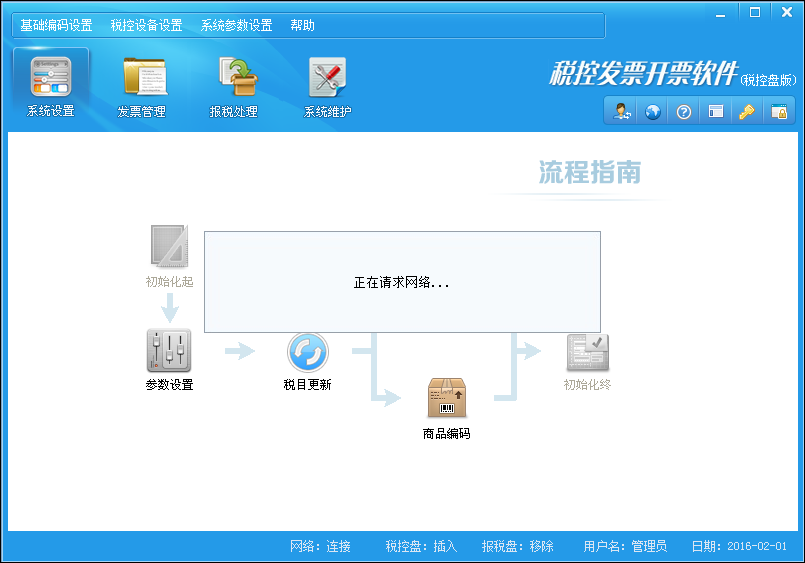 基础编码设置 税控设备设置 系统参数设置 帮助
系统设置 发票管理 报税处理 系统维护
税控发票开票软件(税控盘版)
流程指南
初始化起
正在请求网络...
参数设置 税目更新 初始化终
商品编码
网络：连接 税控盘：插入 报税盘：移除 用户名：管理员 日期：2016-02-01